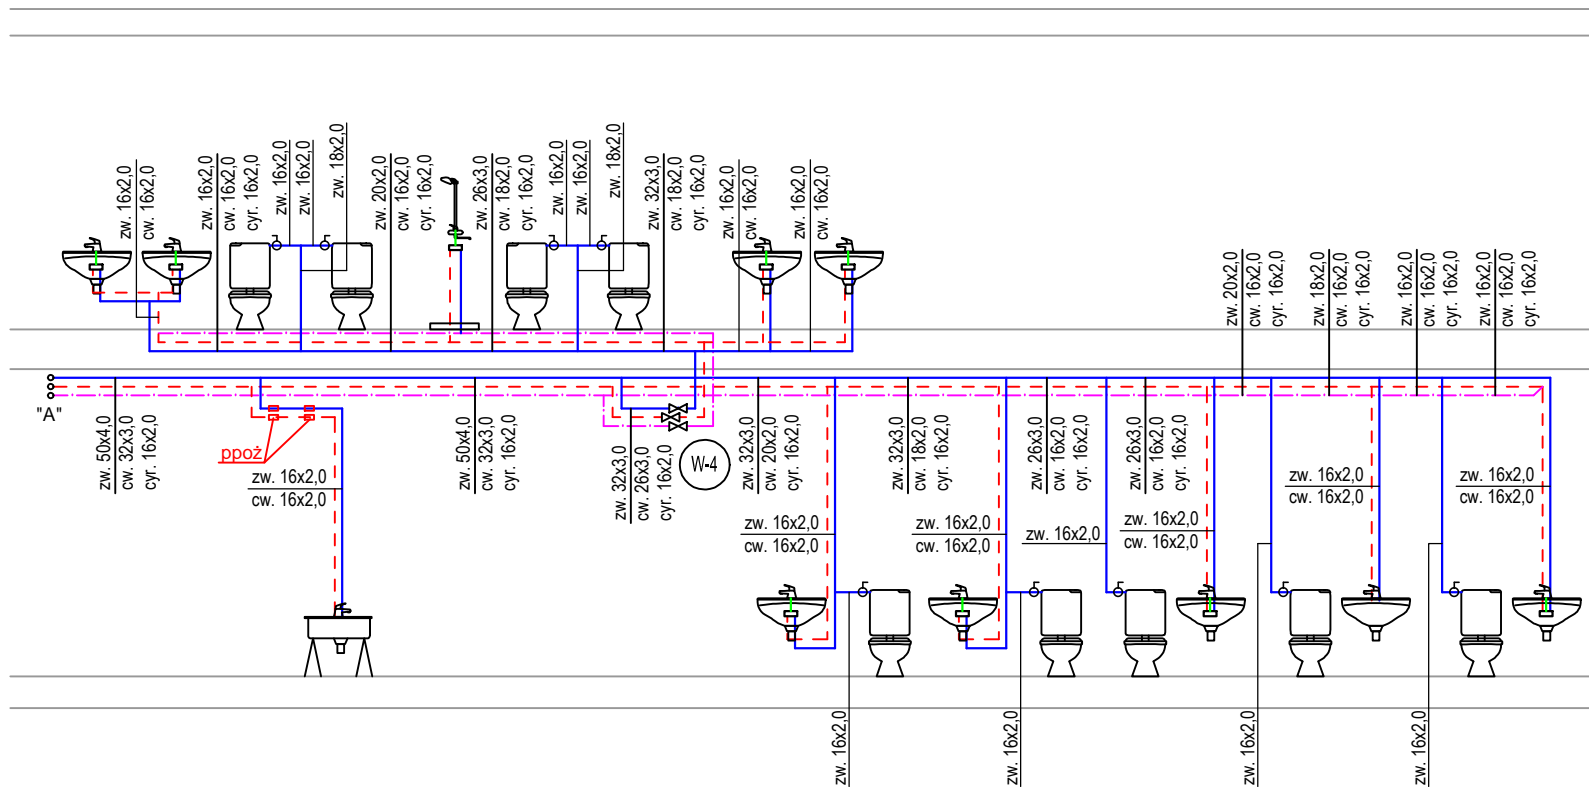 zw. 16x2,0
cw. 16x2,0
zw. 16x2,0
cw. 16x2,0
cyr. 16x2,0
zw. 16x2,0
zw. 16x2,0
zw. 18x2,0
zw. 20x2,0
cw. 16x2,0
cyr. 16x2,0
zw. 26x3,0
cw. 18x2,0
cyr. 16x2,0
zw. 16x2,0
zw. 16x2,0
zw. 18x2,0
zw. 32x3,0
cw. 18x2,0
cyr. 16x2,0
zw. 16x2,0
cw. 16x2,0
zw. 16x2,0
cw. 16x2,0
zw. 20x2,0
cw. 16x2,0
cyr. 16x2,0
zw. 18x2,0
cw. 16x2,0
cyr. 16x2,0
zw. 16x2,0
cw. 16x2,0
cyr. 16x2,0
zw. 16x2,0
cw. 16x2,0
cyr. 16x2,0
"A"
zw. 50x4,0
cw. 32x3,0
cyr. 16x2,0
ppoż
zw. 16x2,0
cw. 16x2,0
zw. 50x4,0
cw. 32x3,0
cyr. 16x2,0
zw. 32x3,0
cw. 26x3,0
cyr. 16x2,0
W-4
zw. 32x3,0
cw. 20x2,0
cyr. 16x2,0
zw. 32x3,0
cw. 18x2,0
cyr. 16x2,0
zw. 26x3,0
cw. 16x2,0
cyr. 16x2,0
zw. 26x3,0
cw. 16x2,0
cyr. 16x2,0
zw. 16x2,0
cw. 16x2,0
zw. 16x2,0
cw. 16x2,0
zw. 16x2,0
zw. 16x2,0
cw. 16x2,0
zw. 16x2,0
cw. 16x2,0
zw. 16x2,0
cw. 16x2,0
zw. 16x2,0
zw. 16x2,0
zw. 16x2,0
zw. 16x2,0